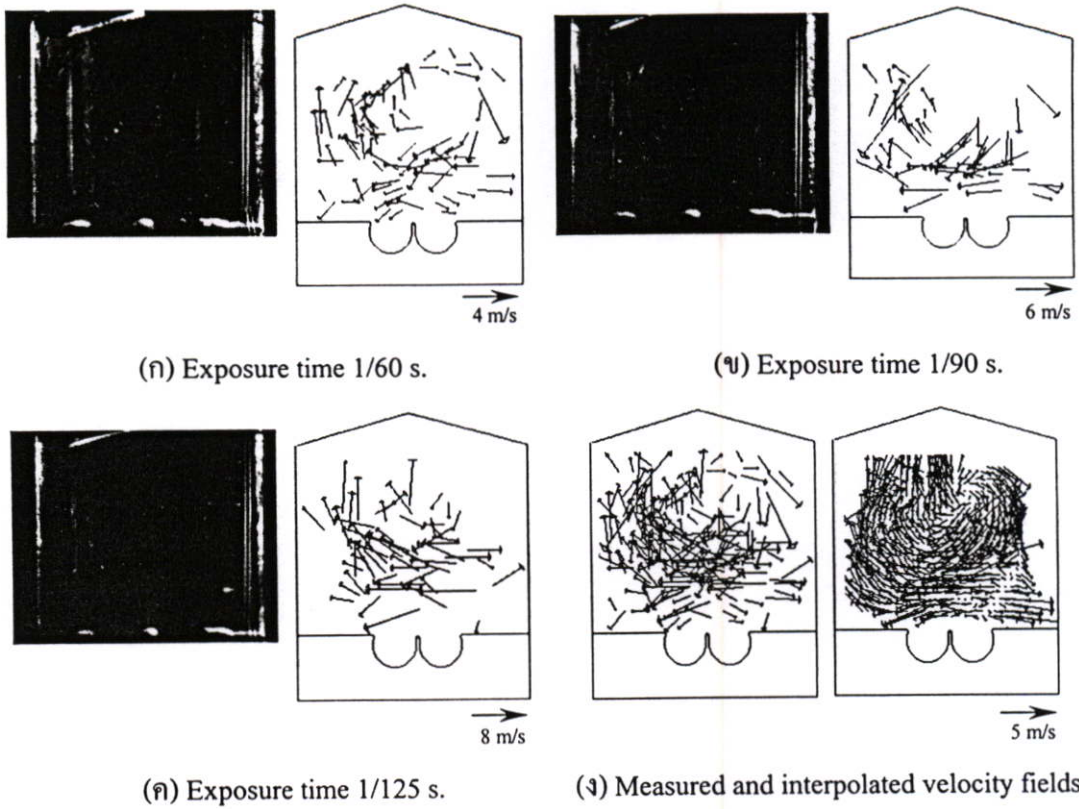 4 m/s
6 m/s
(ก) Exposure time 1/60 s.
(ข) Exposure time 1/90 s.
8 m/s
5 m/s
(ค) Exposure time 1/125 s.
(ง) Measured and interpolated velocity fields